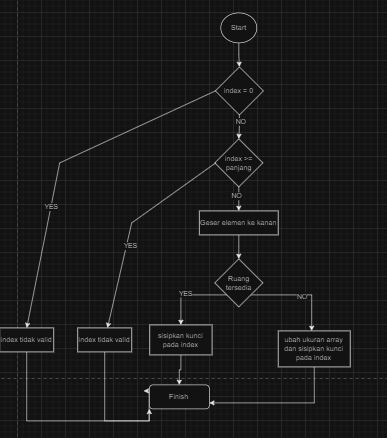 Start
index = 0
NO
index >=
panjang
YES
YES
NO
Geser elemen ke kanan
Ruang
tersedia
YES
NO
index tidak valid
index tidak valid
sisipkan kunci
pada index
ubah ukuran array
dan sisipkan kunci
pada index
Finish